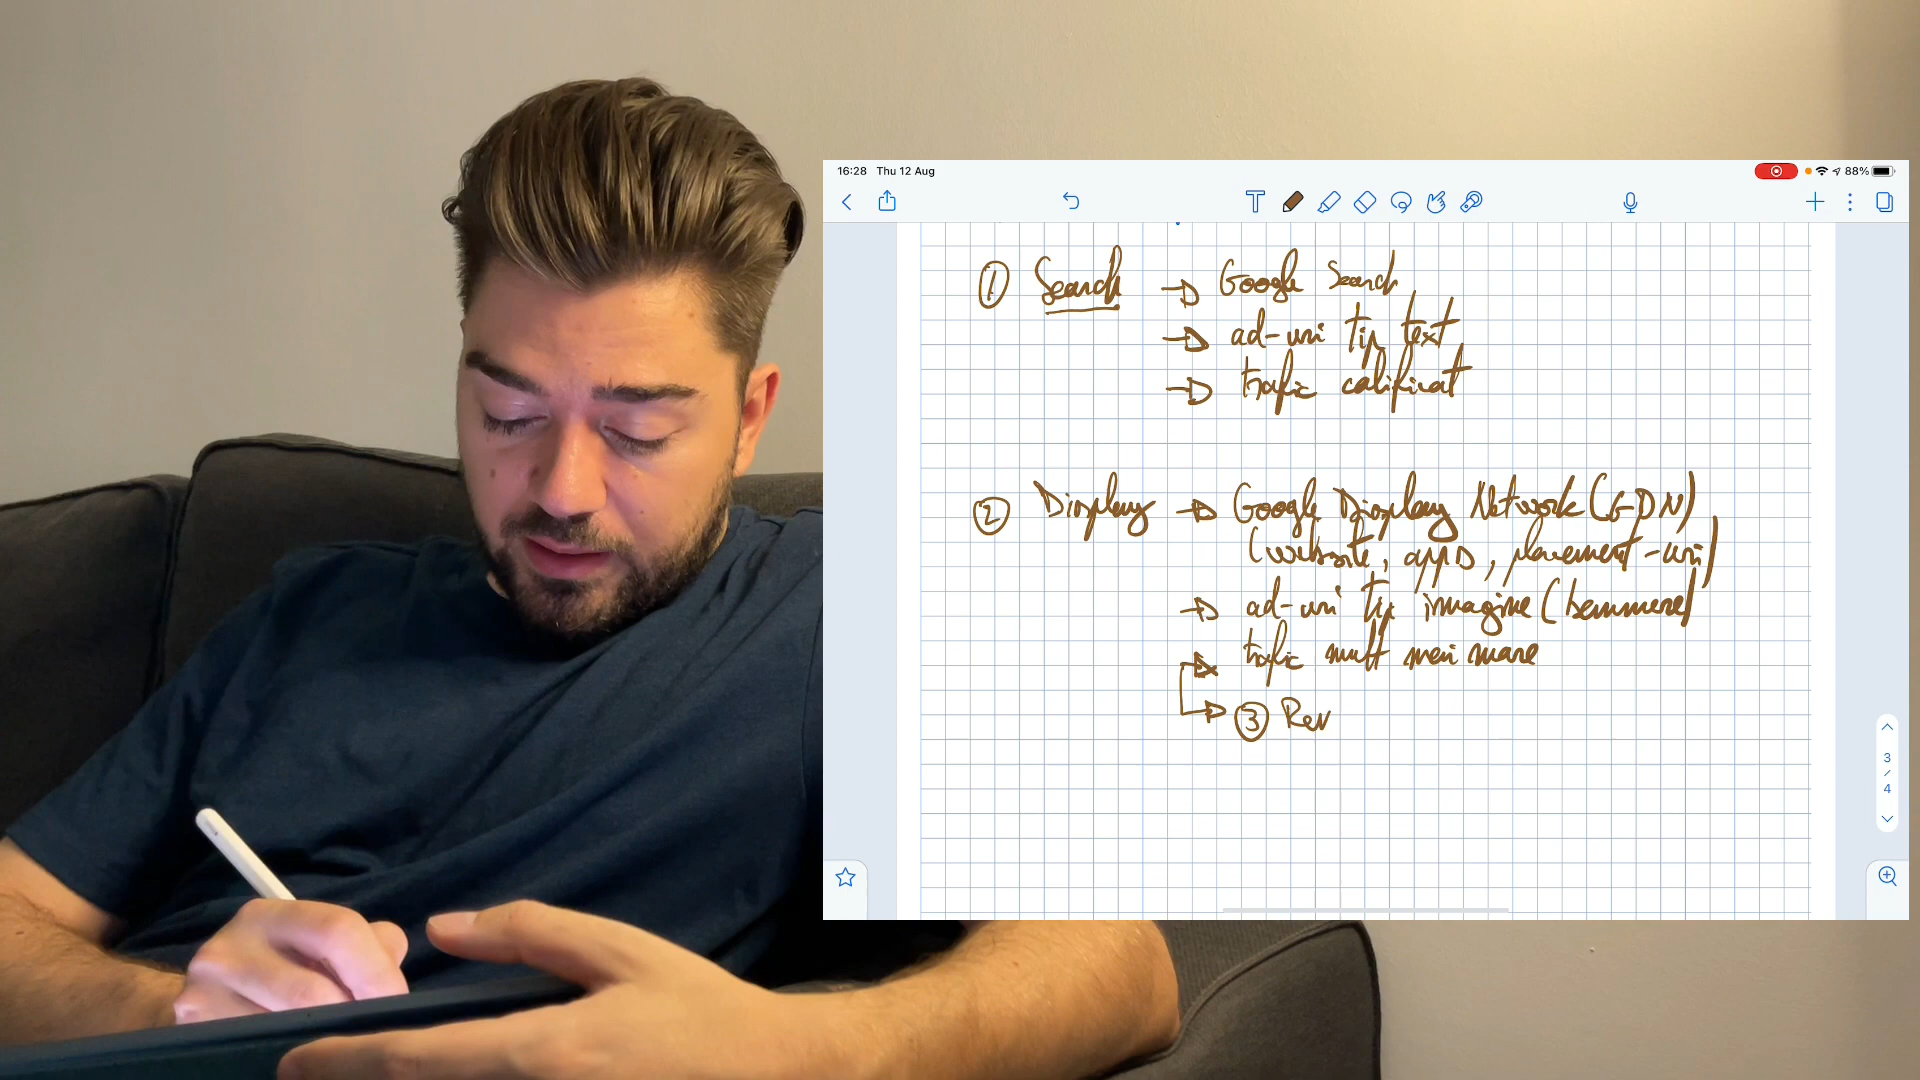 16:28 Thu 12 Aug 88%
① Search → Google Search
→ ad-uri tip text
→ trafic calificat
② Display → Google Display Network (GDN)
(website, apps, placement-uri)
→ ad-uri tip imagine (bannere)
→ trafic mult mai mare
→ ③ Rem
3
/
4